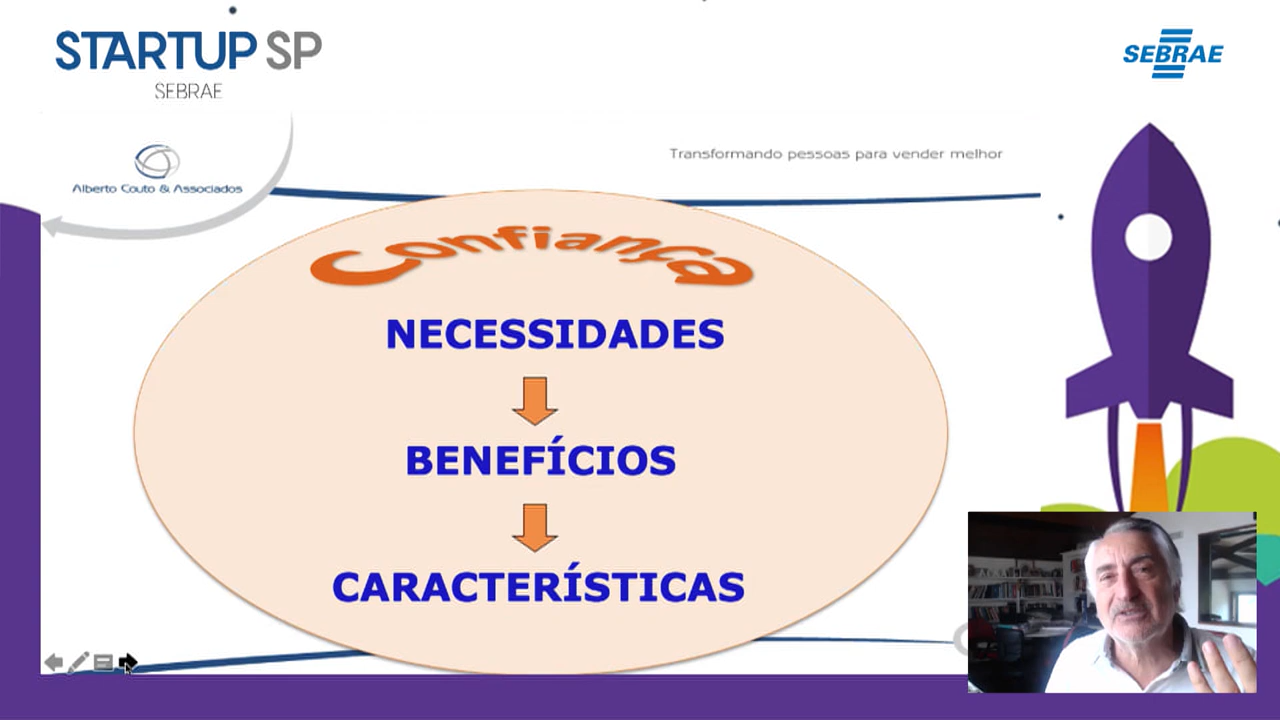 STARTUP SP
SEBRAE
SEBRAE
Alberto Couto & Associados
Transformando pessoas para vender melhor
Confiança
NECESSIDADES
BENEFÍCIOS
CARACTERÍSTICAS